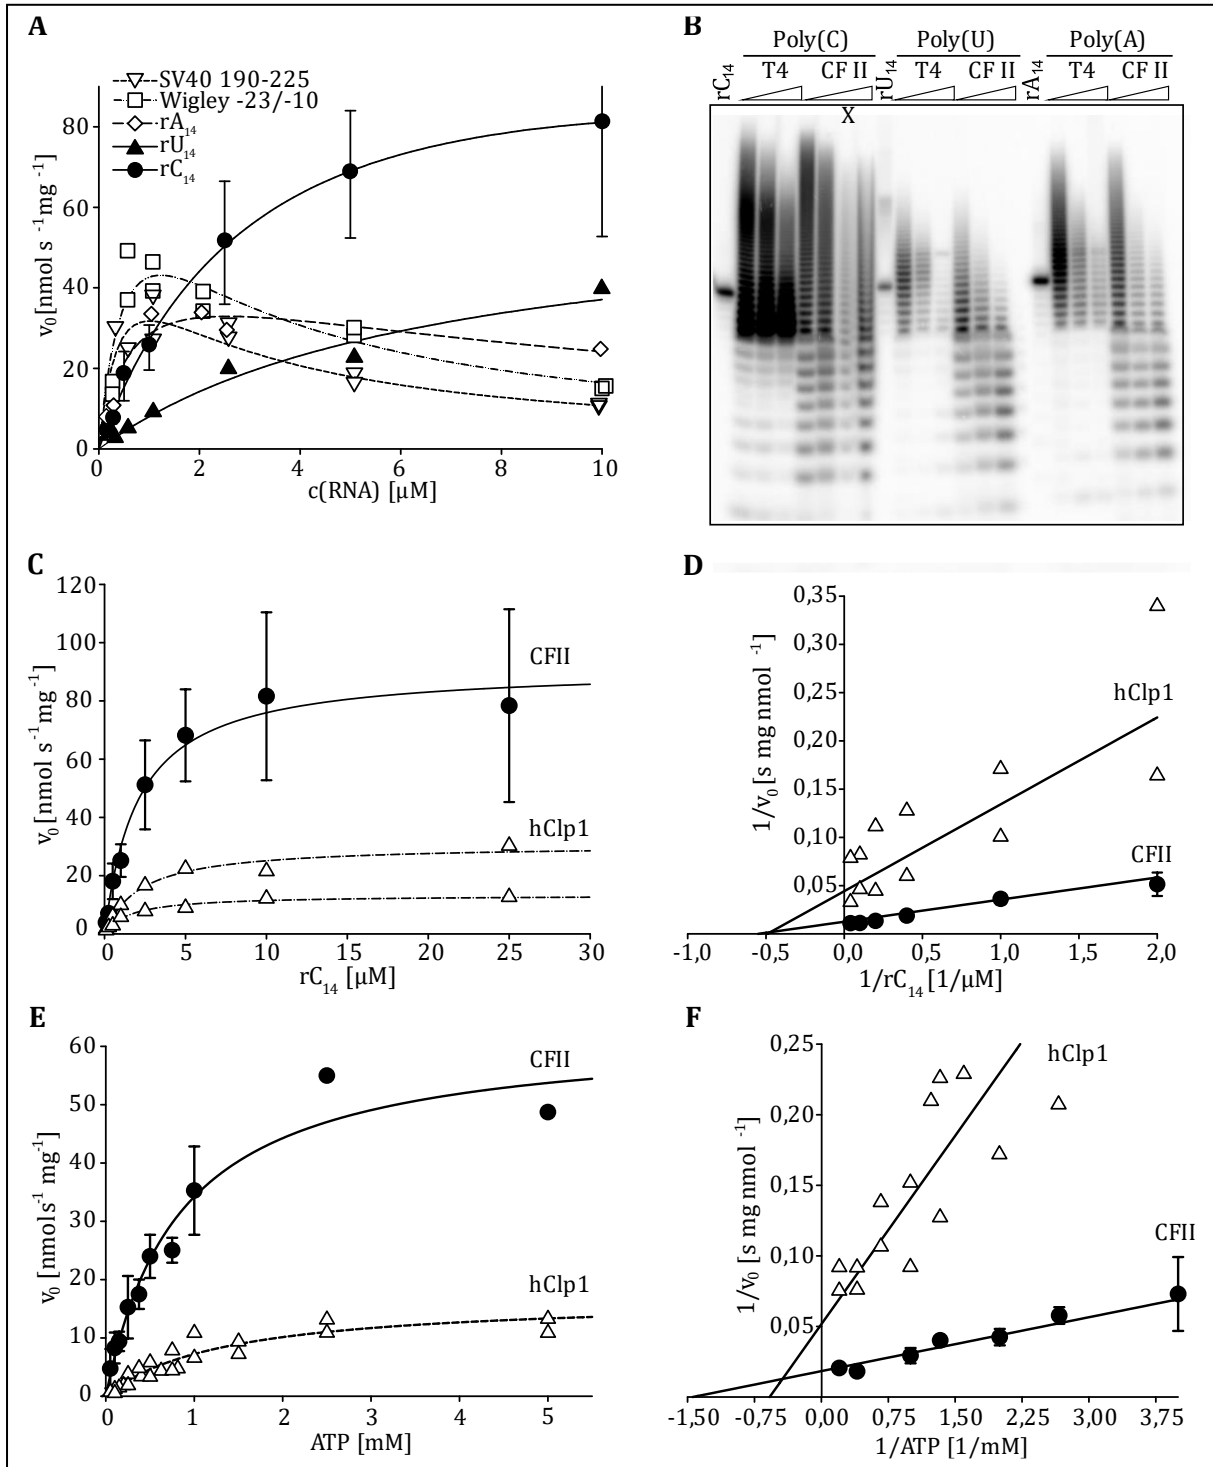 A
▽ SV40 190-225
□ Wigley -23/-10
◇ rA₁₄
▲ rU₁₄
● rC₁₄
v₀ [nmol s⁻¹mg⁻¹]
80
60
40
20
0
0 2 4 6 8 10
c(RNA) [µM]
B
Poly(C) Poly(U) Poly(A)
rC₁₄ T4 CF II rU₁₄ T4 CF II rA₁₄ T4 CF II
X
C
v₀ [nmol s⁻¹mg⁻¹]
120
100
80
60
40
20
0
CFII
hClp1
0 5 10 15 20 25 30
rC₁₄ [µM]
D
1/v₀ [s mg nmol⁻¹]
0,35
0,30
0,25
0,20
0,15
0,10
0,05
hClp1
CFII
-1,0 -0,5 0,0 0,5 1,0 1,5 2,0
1/rC₁₄ [1/µM]
E
v₀ [nmols⁻¹ mg⁻¹]
60
50
40
30
20
10
0
CFII
hClp1
0 1 2 3 4 5
ATP [mM]
F
1/v₀ [s mg nmol⁻¹]
0,25
0,20
0,15
0,10
0,05
hClp1
CFII
-1,50 -0,75 0,00 0,75 1,50 2,25 3,00 3,75
1/ATP [1/mM]